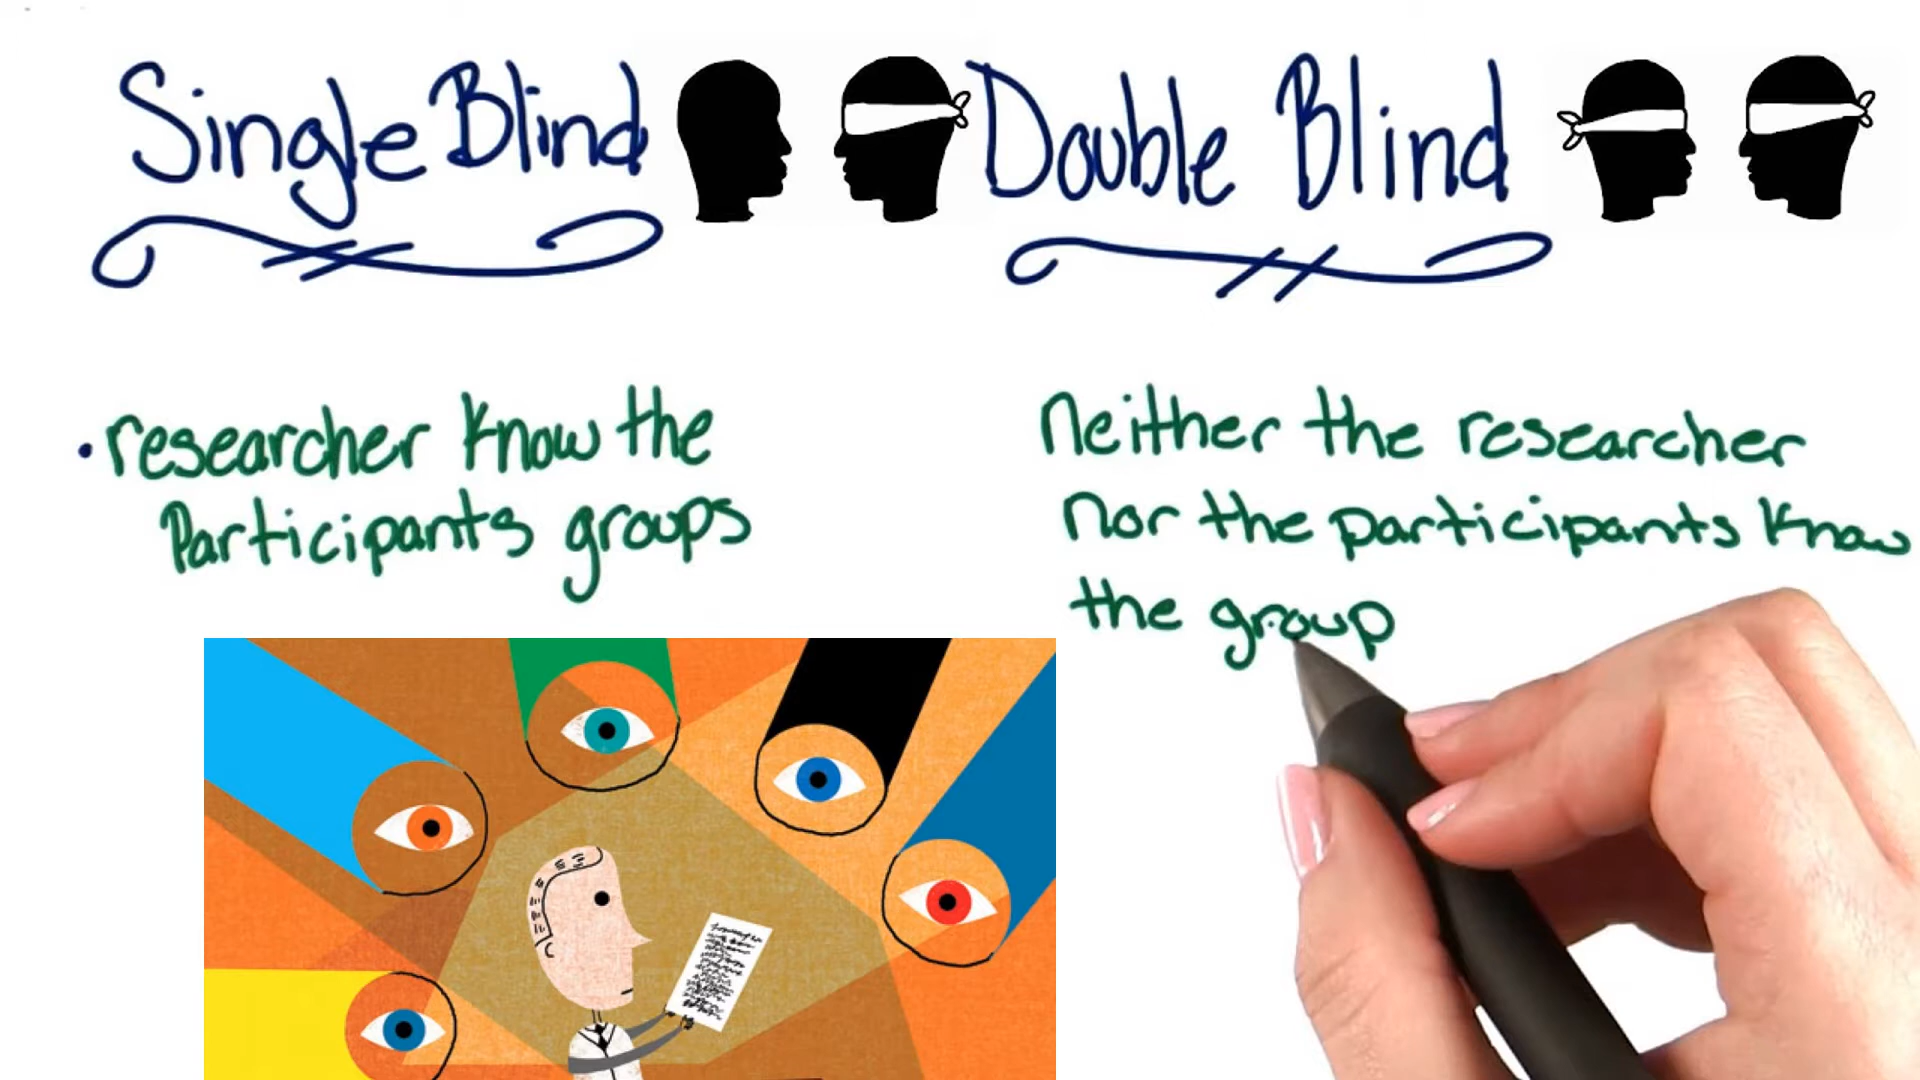 Single Blind
Double Blind
• researcher know the
Participants groups
Neither the researcher
nor the participants know
the group